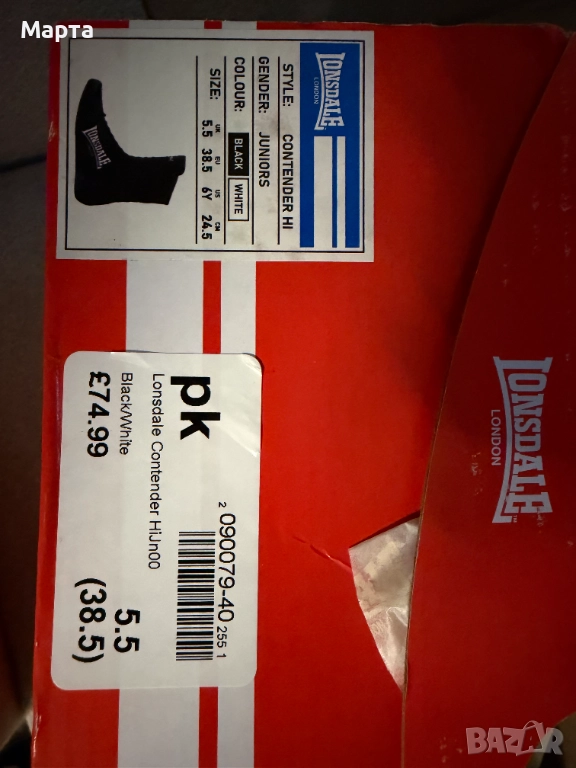 Марта
LONSDALE
LONDON
STYLE: CONTENDER HI
GENDER: JUNIORS
COLOUR: BLACK WHITE
UK EU US CM
SIZE: 5.5 38.5 6Y 24.5
LONSDALE
pk
Lonsdale Contender HiJn00
Black/White
£74.99
2 090079-40 255 1
5.5
(38.5)
LONSDALE
LONDON
BAZAR